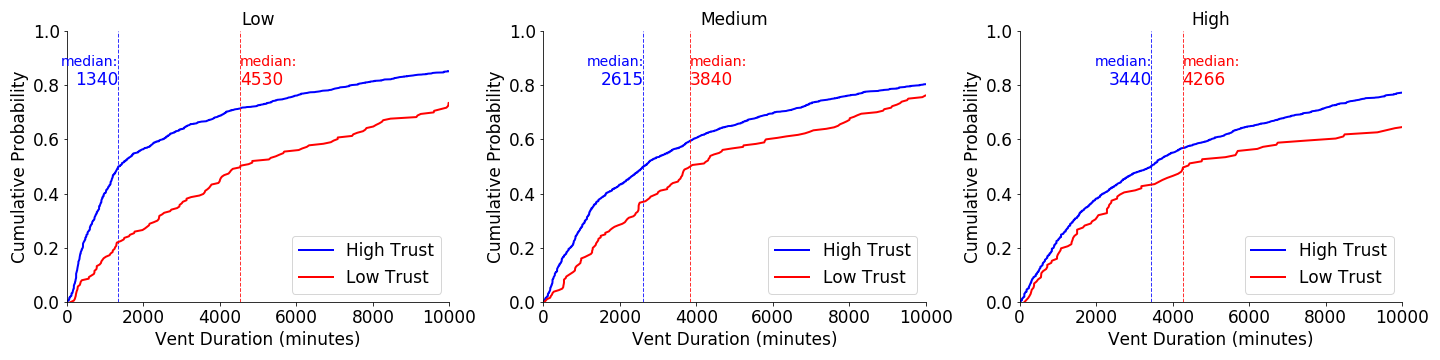 Low
Cumulative Probability
1.0
0.8
0.6
0.4
0.2
0.0
median:
1340
median:
4530
High Trust
Low Trust
0 2000 4000 6000 8000 10000
Vent Duration (minutes)
Medium
Cumulative Probability
1.0
0.8
0.6
0.4
0.2
0.0
median:
2615
median:
3840
High Trust
Low Trust
0 2000 4000 6000 8000 10000
Vent Duration (minutes)
High
Cumulative Probability
1.0
0.8
0.6
0.4
0.2
0.0
median:
3440
median:
4266
High Trust
Low Trust
0 2000 4000 6000 8000 10000
Vent Duration (minutes)